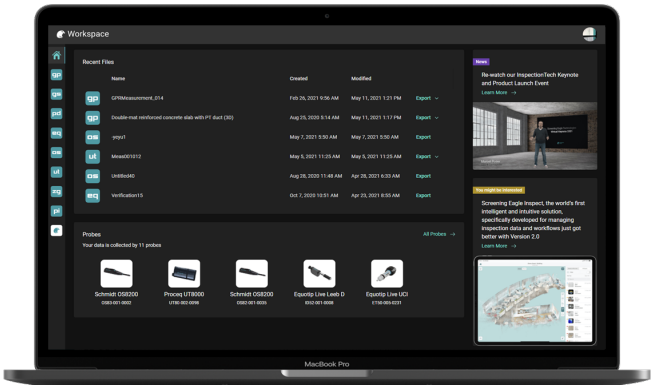 Workspace
Recent Files
Name Created Modified
gp GPRMeasurement_014 Feb 26, 2021 9:56 AM May 11, 2021 1:21 PM Export
gp Double-mat reinforced concrete slab with PT duct (3D) Aug 25, 2020 5:14 AM May 11, 2021 1:17 PM Export
os -yeyu1 May 7, 2021 5:50 AM May 7, 2021 5:50 AM Export
ut Meas001012 May 5, 2021 11:25 AM May 5, 2021 11:25 AM Export
os Untitled40 Aug 28, 2020 11:48 AM Apr 28, 2021 6:33 AM Export
eq Verification15 Oct 7, 2020 10:51 AM Apr 23, 2021 8:55 AM Export
gp
gs
pd
eq
os
ut
zg
pi
Probes
All Probes →
Your data is collected by 11 probes
Schmidt OS8200
Proceq UT8000
Schmidt OS8200
Equotip Live Leeb D
Equotip Live UCI
UT80-002-0098
OS82-001-0035
News
Re-watch our InspectionTech Keynote
and Product Launch Event
Learn More →
You might be interested
Screening Eagle Inspect, the world's first
intelligent and intuitive solution,
specifically developed for managing
inspection data and workflows just got
better with Version 2.0
Learn More →
MacBook Pro